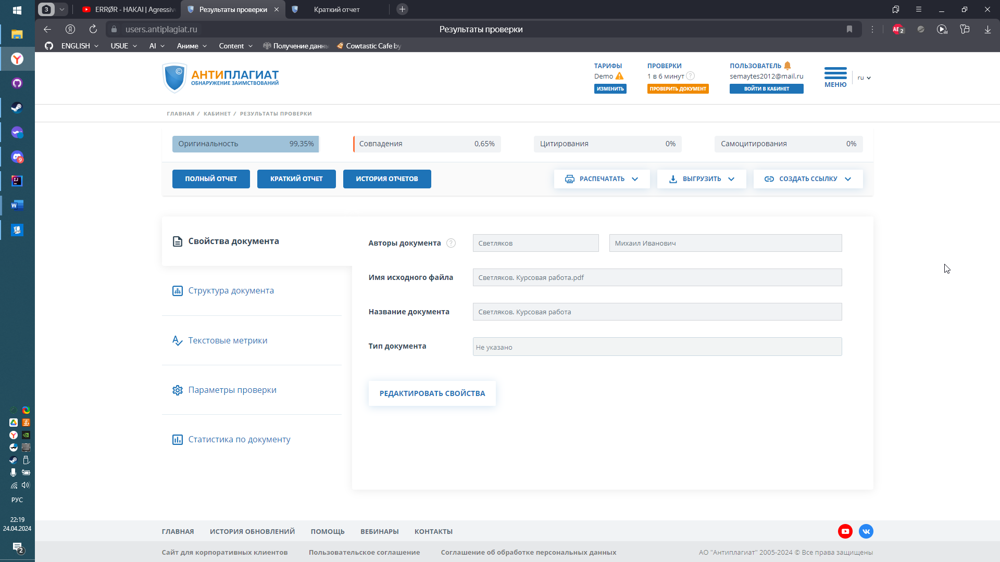 3
ERRØR - HAKAI | Agressiv
Результаты проверки
Краткий отчет
users.antiplagiat.ru
Результаты проверки
2
ENGLISH
USUE
AI
Аниме
Content
Получение данны
Cowtastic Cafe by
АНТИПЛАГИАТ
ОБНАРУЖЕНИЕ ЗАИМСТВОВАНИЙ
ТАРИФЫ
Demo
ИЗМЕНИТЬ
ПРОВЕРКИ
1 в 6 минут ?
ПРОВЕРИТЬ ДОКУМЕНТ
ПОЛЬЗОВАТЕЛЬ
semaytes2012@mail.ru
ВОЙТИ В КАБИНЕТ
МЕНЮ
ru
ГЛАВНАЯ / КАБИНЕТ / РЕЗУЛЬТАТЫ ПРОВЕРКИ
Оригинальность 99,35%
Совпадения 0,65%
Цитирования 0%
Самоцитирования 0%
ПОЛНЫЙ ОТЧЕТ
КРАТКИЙ ОТЧЕТ
ИСТОРИЯ ОТЧЕТОВ
РАСПЕЧАТАТЬ
ВЫГРУЗИТЬ
СОЗДАТЬ ССЫЛКУ
Свойства документа
Структура документа
Текстовые метрики
Параметры проверки
Статистика по документу
Авторы документа ? Светляков Михаил Иванович
Имя исходного файла Светляков. Курсовая работа.pdf
Название документа Светляков. Курсовая работа
Тип документа Не указано
РЕДАКТИРОВАТЬ СВОЙСТВА
ГЛАВНАЯ ИСТОРИЯ ОБНОВЛЕНИЙ ПОМОЩЬ ВЕБИНАРЫ КОНТАКТЫ
Сайт для корпоративных клиентов Пользовательское соглашение Соглашение об обработке персональных данных
АО "Антиплагиат" 2005-2024 © Все права защищены
9
РУС
22:19
24.04.2024
2